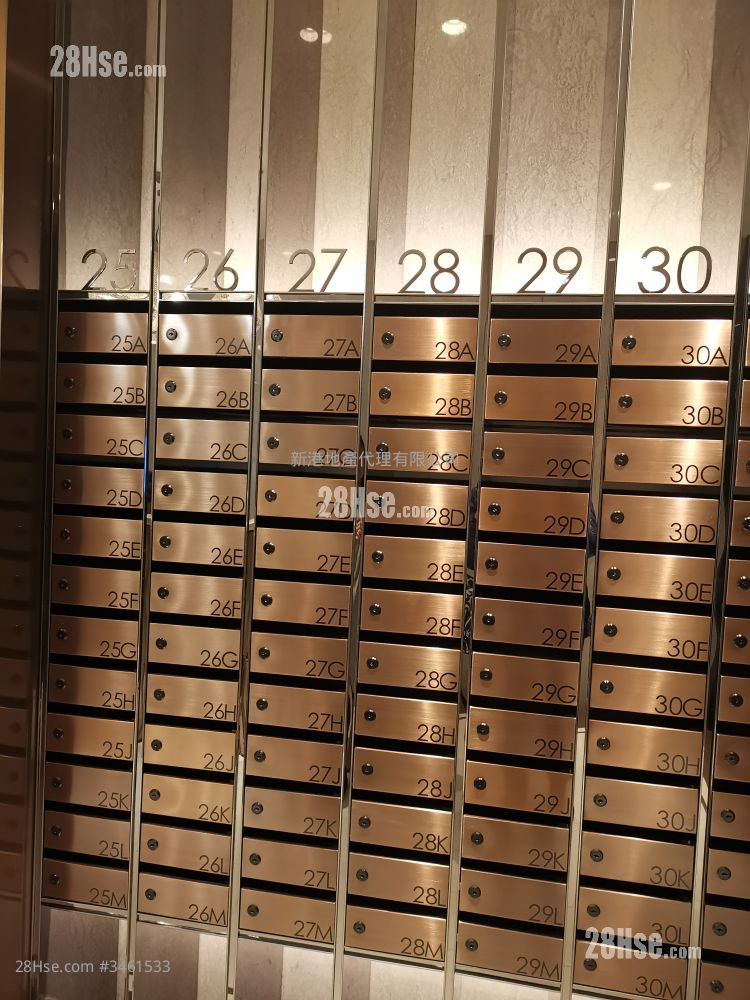 28Hse.com
25 26 27 28 29 30
25A 26A 27A 28A 29A 30A
25B 26B 27B 28B 29B 30B
25C 26C 28C 29C 30C
新港地產代理有限公司
25D 26D 28D 29D 30D
28Hse.com
25E 26E 27E 28E 29E 30E
25F 26F 27F 28F 29F 30F
25G 26G 27G 28G 29G 30G
25H 26H 27H 28H 29H 30H
25J 26J 27J 28J 29J 30J
25K 26K 27K 28K 29K 30K
25L 26L 27L 28L 29L 30L
25M 26M 27M 28M 29M 30M
28Hse.com
28Hse.com #3461533